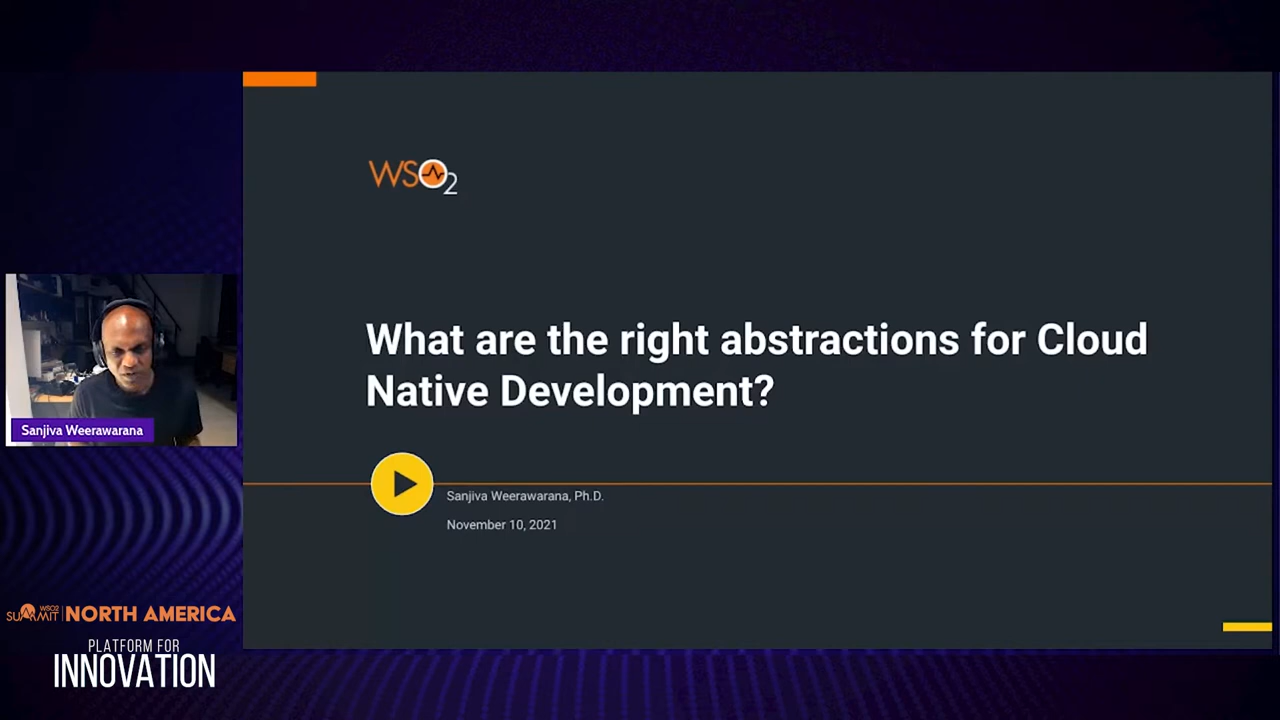 WSO2
What are the right abstractions for Cloud
Native Development?
Sanjiva Weerawarana, Ph.D.
November 10, 2021
Sanjiva Weerawarana
WSO2
SUMMIT NORTH AMERICA
PLATFORM FOR
INNOVATION